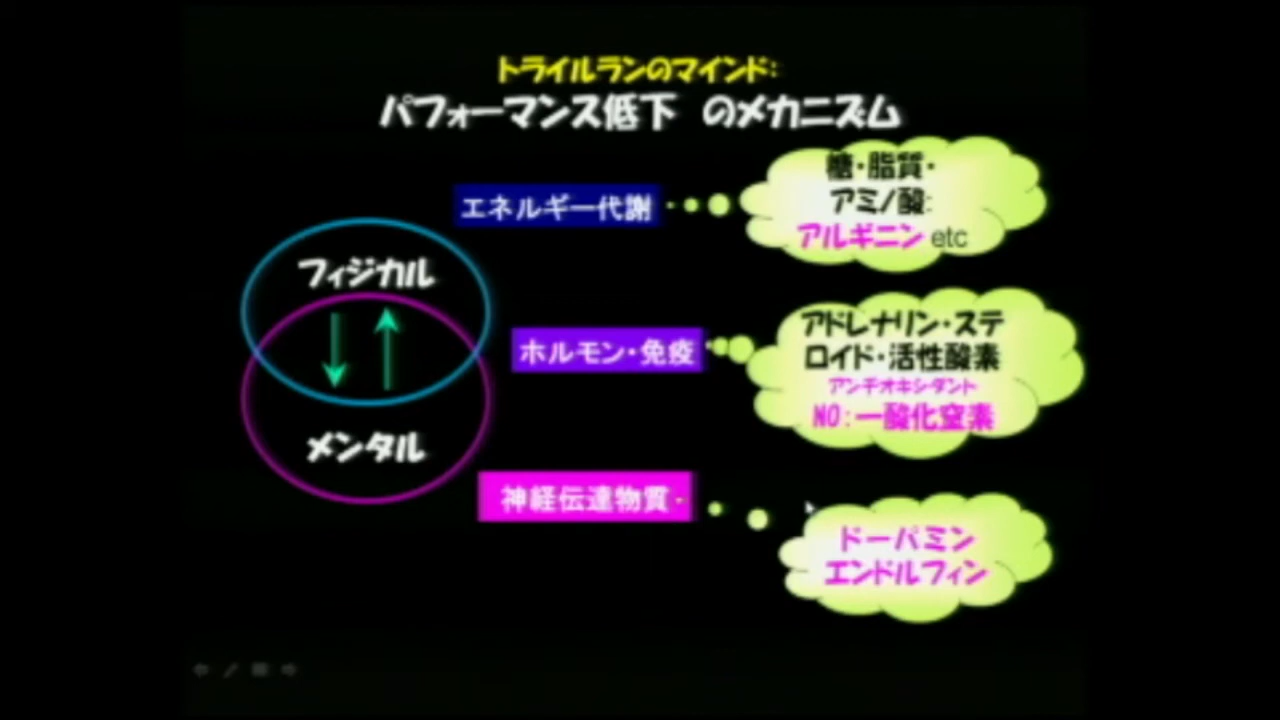 トライルランのマインド:
パフォーマンス低下 のメカニズム
エネルギー代謝
糖・脂質・
アミノ酸:
アルギニン etc
フィジカル
ホルモン・免疫
アドレナリン・ステ
ロイド・活性酸素
アンチオキシダント
NO:一酸化窒素
メンタル
神経伝達物質・
ドーパミン
エンドルフィン